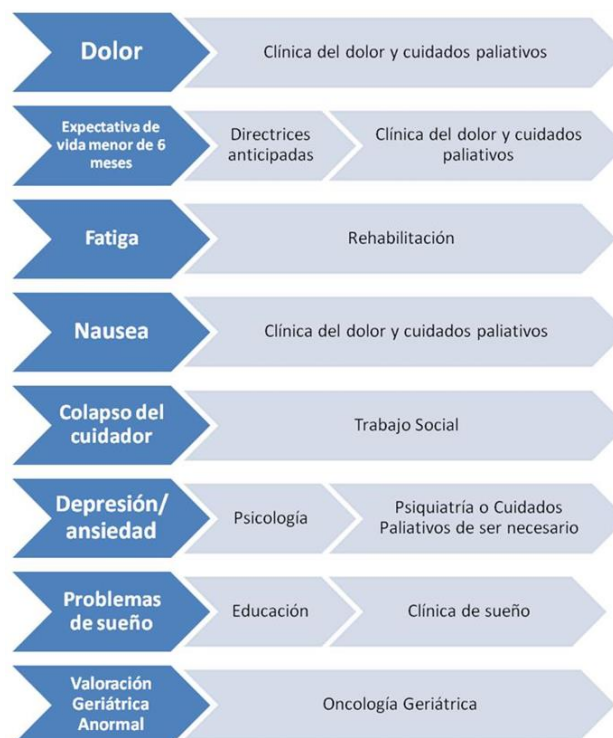 Dolor
Clínica del dolor y cuidados paliativos
Expectativa de
vida menor de 6
meses
Directrices
anticipadas
Clínica del dolor y cuidados
paliativos
Fatiga
Rehabilitación
Nausea
Clínica del dolor y cuidados paliativos
Colapso del
cuidador
Trabajo Social
Depresión/
ansiedad
Psicología
Psiquiatría o Cuidados
Paliativos de ser necesario
Problemas
de sueño
Educación
Clínica de sueño
Valoración
Geriátrica
Anormal
Oncología Geriátrica